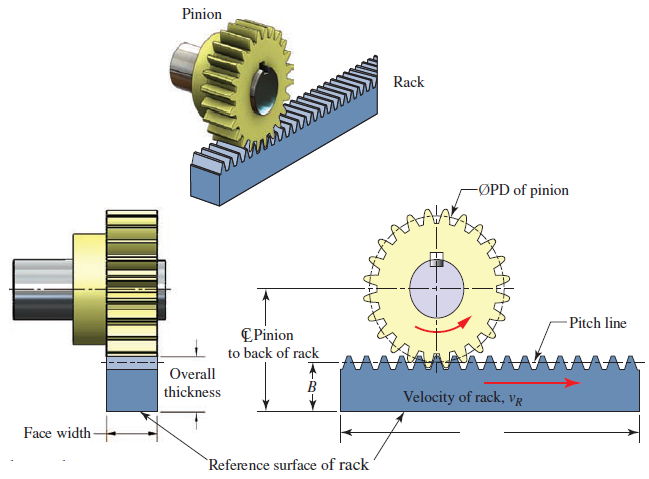 Pinion
Rack
ØPD of pinion
℄ Pinion
to back of rack
Pitch line
Overall
thickness
B
Velocity of rack, vR
Face width
Reference surface of rack